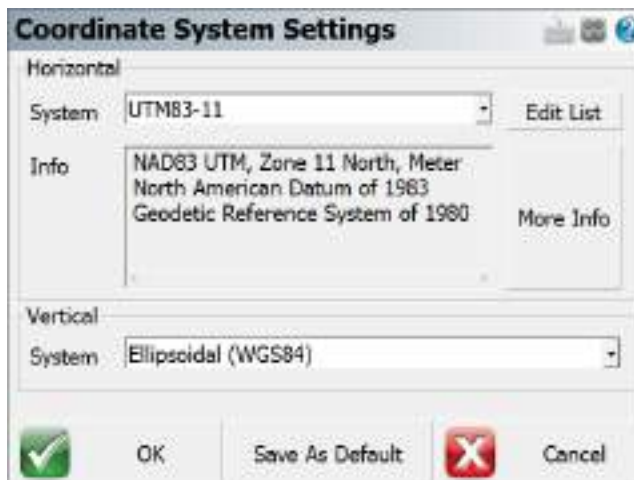 Coordinate System Settings
Horizontal
System UTM83-11 Edit List
Info NAD83 UTM, Zone 11 North, Meter
North American Datum of 1983
Geodetic Reference System of 1980
More Info
Vertical
System Ellipsoidal (WGS84)
OK Save As Default Cancel